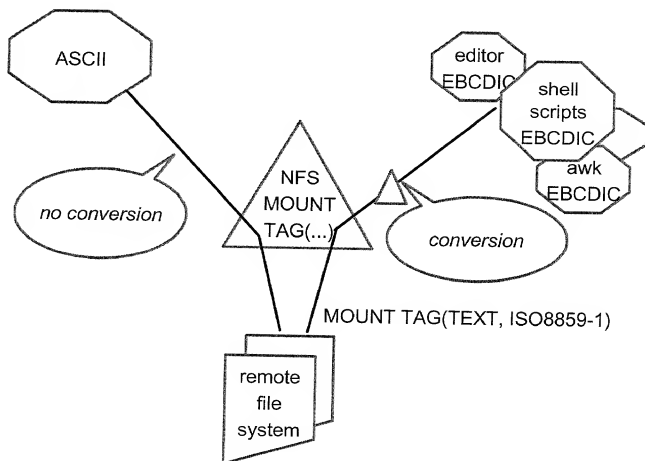 ASCII
editor
EBCDIC
shell
scripts
EBCDIC
awk
EBCDIC
no conversion
NFS
MOUNT
TAG(...)
conversion
MOUNT TAG(TEXT, ISO8859-1)
remote
file
system